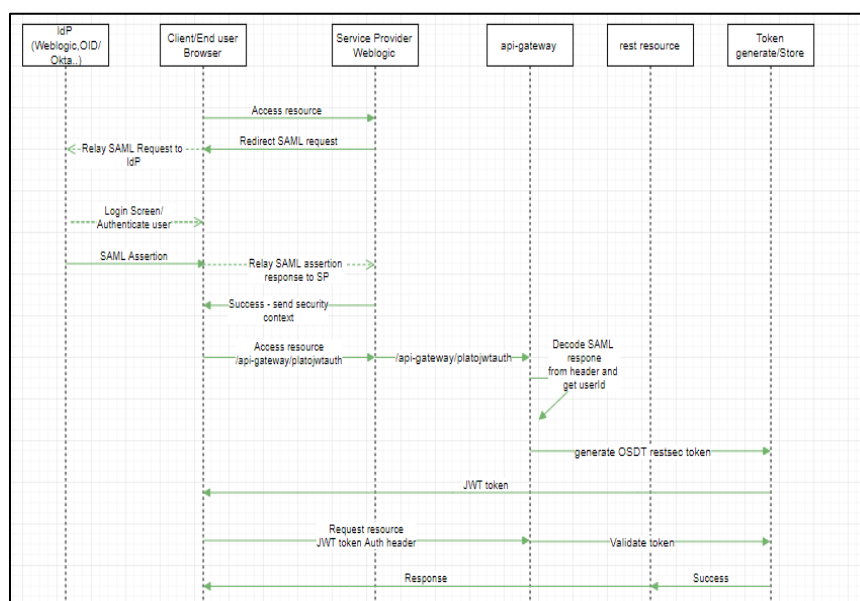 IdP
(Weblogic,OID/
Okta..)
Client/End user
Browser
Service Provider
Weblogic
api-gateway
rest resource
Token
generate/Store
Access resource
Redirect SAML request
Relay SAML Request to
IdP
Login Screen/
Authenticate user
SAML Assertion
Relay SAML assertion
response to SP
Success - send security
context
Access resource
/api-gateway/platojwtauth
/api-gateway/platojwtauth
Decode SAML
respone
from header and
get userId
generate OSDT restsec token
JWT token
Request resource
JWT token Auth header
Validate token
Response
Success